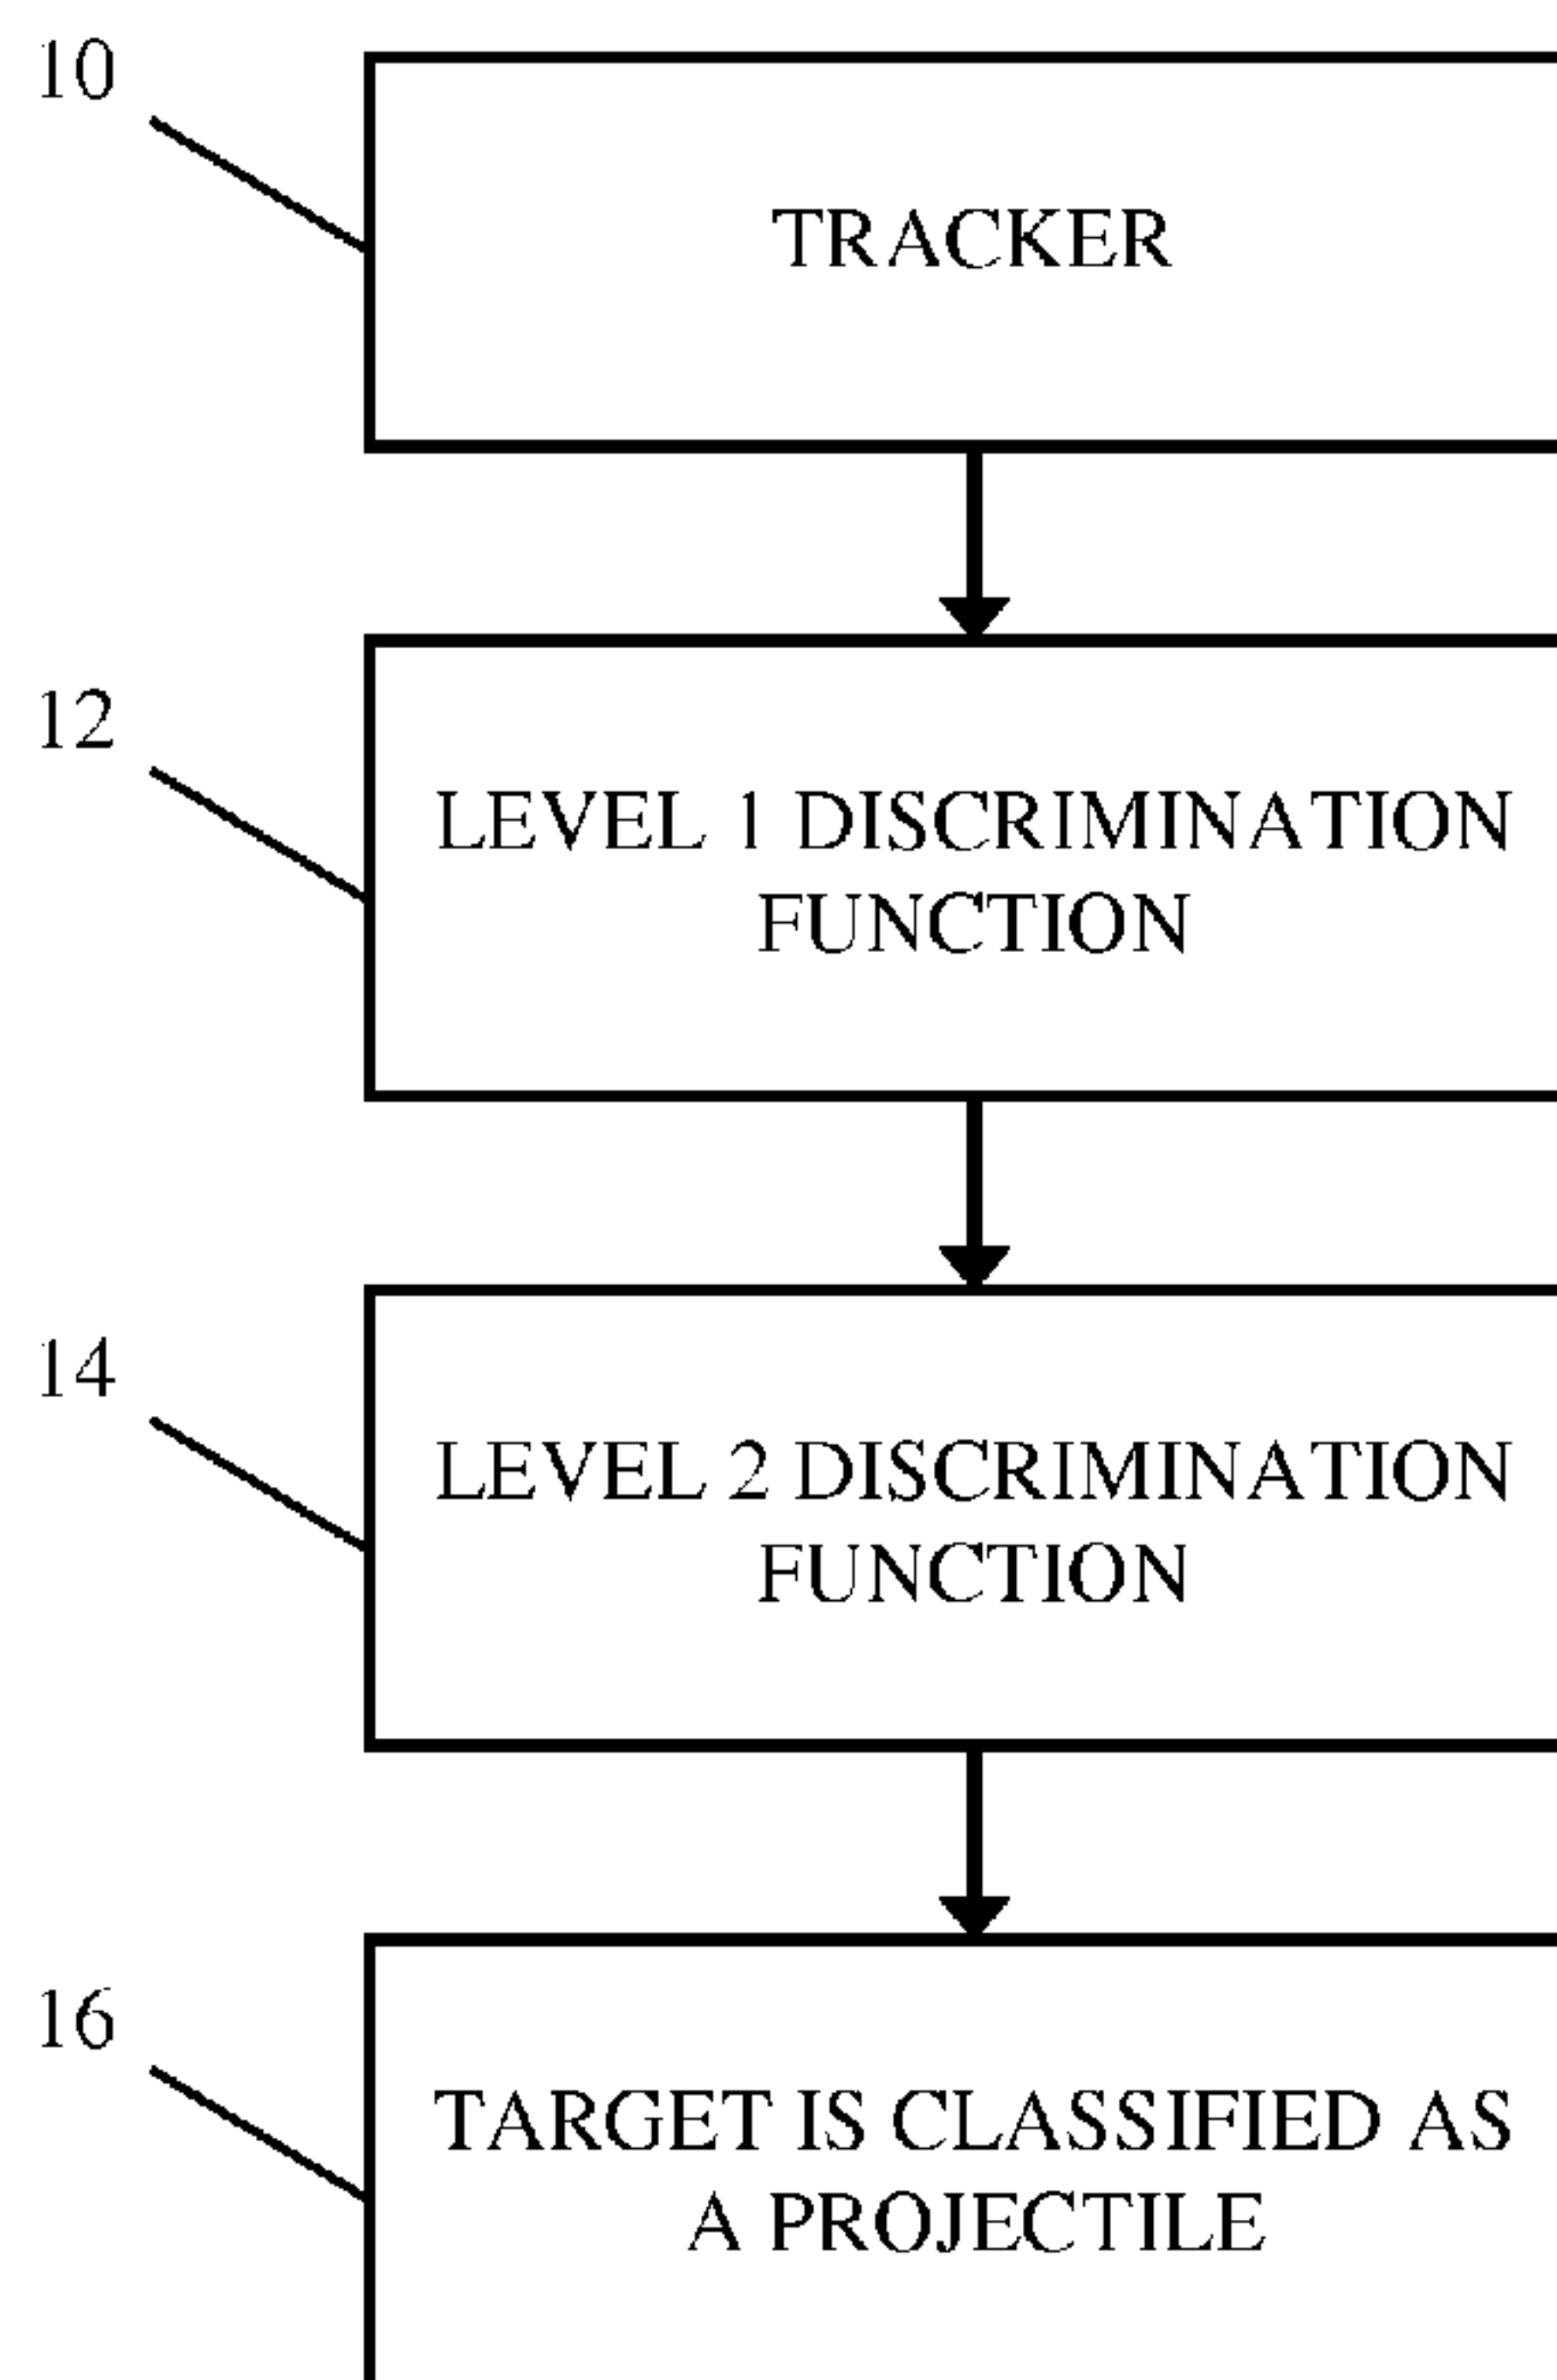 10
TRACKER
12
LEVEL 1 DISCRIMINATION
FUNCTION
14
LEVEL 2 DISCRIMINATION
FUNCTION
16
TARGET IS CLASSIFIED AS
A PROJECTILE